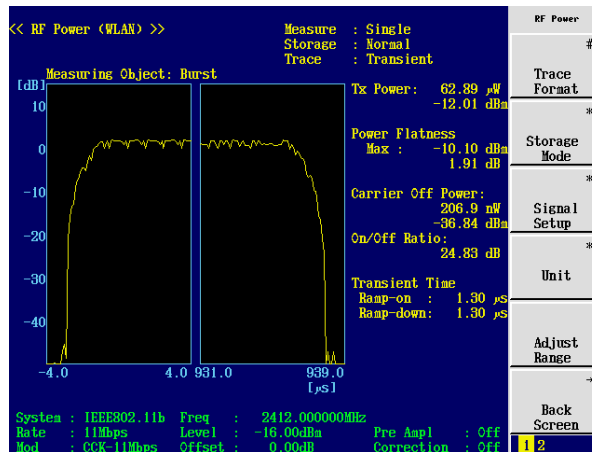 << RF Power (WLAN) >>
Measure : Single
Storage : Normal
Trace : Transient
Measuring Object: Burst
[dB]
10
0
-10
-20
-30
-40
-4.0 4.0 931.0 939.0
[µs]
Tx Power: 62.89 µW
-12.01 dBm
Power Flatness
Max : -10.10 dBm
1.91 dB
Carrier Off Power:
206.9 nW
-36.84 dBm
On/Off Ratio:
24.83 dB
Transient Time
Ramp-on : 1.30 µs
Ramp-down: 1.30 µs
System : IEEE802.11b Freq : 2412.000000MHz
Rate : 11Mbps Level : -16.00dBm Pre Ampl : Off
Mod : CCK-11Mbps Offset : 0.00dB Correction : Off
RF Power
#
Trace
Format
*
Storage
Mode
*
Signal
Setup
*
Unit
Adjust
Range
→
Back
Screen
1 2